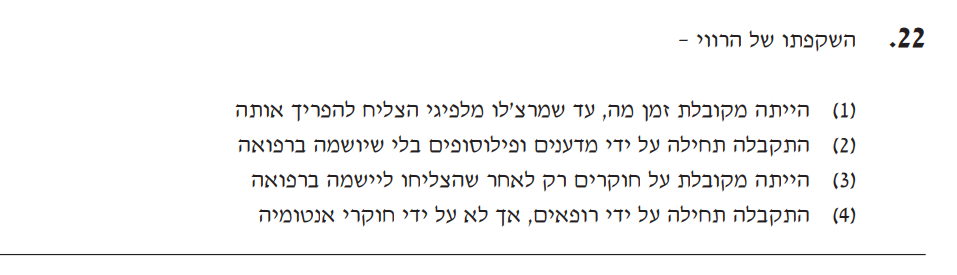 22. השקפתו של הרווי –
(1) הייתה מקובלת זמן מה, עד שמרצ'לו מלפיגי הצליח להפריך אותה
(2) התקבלה תחילה על ידי מדענים ופילוסופים בלי שיושמה ברפואה
(3) הייתה מקובלת על חוקרים רק לאחר שהצליחו ליישמה ברפואה
(4) התקבלה תחילה על ידי רופאים, אך לא על ידי חוקרי אנטומיה